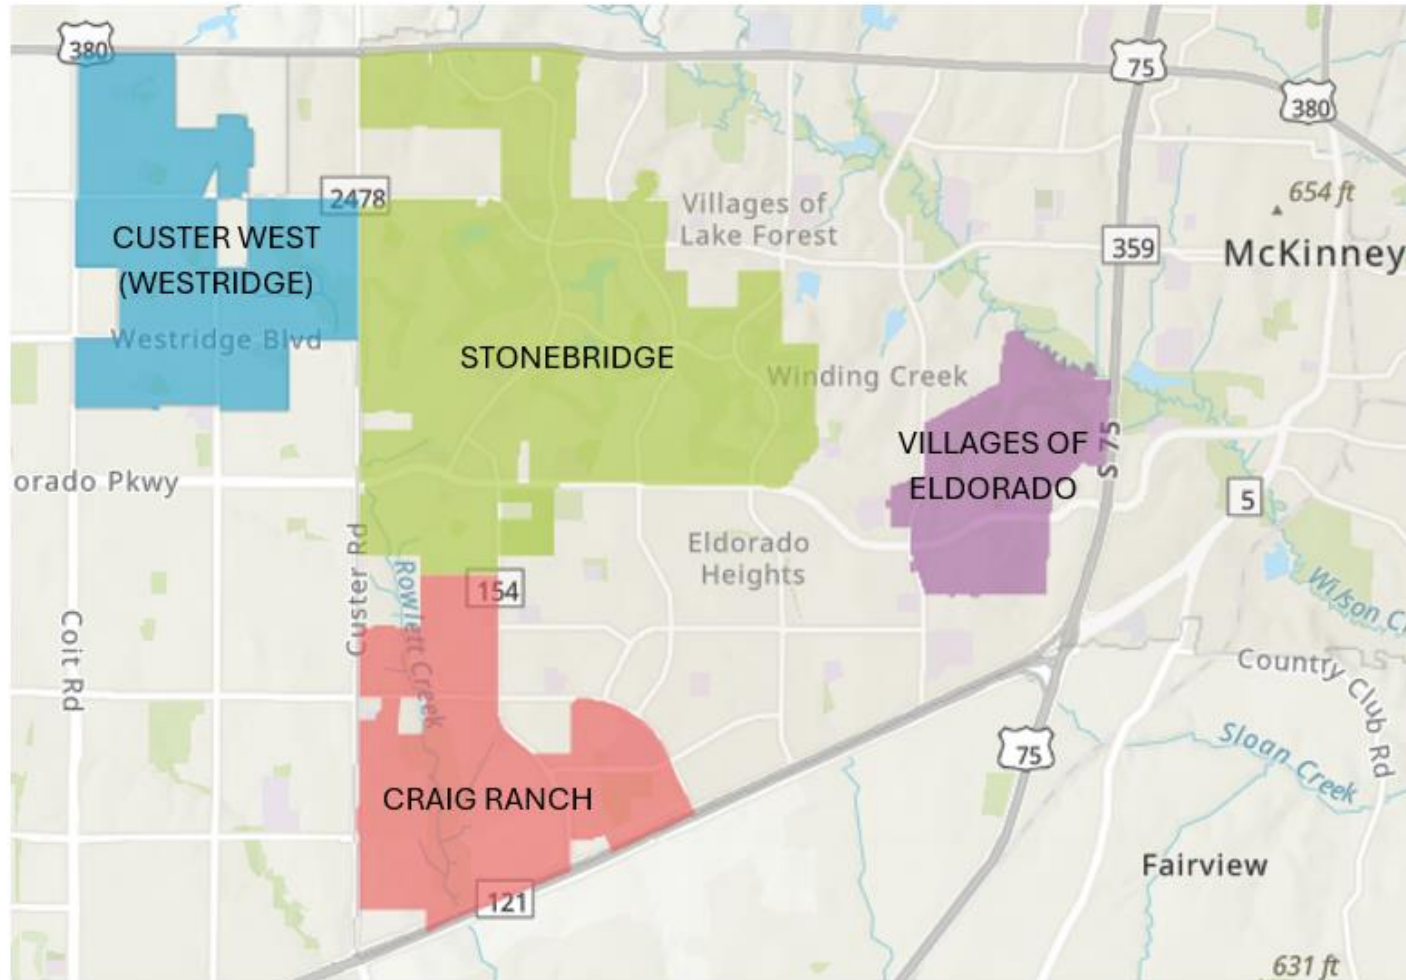 380
75
380
654 ft
2478
Villages of
Lake Forest
359
McKinney
CUSTER WEST
(WESTRIDGE)
Westridge Blvd
STONEBRIDGE
Winding Creek
VILLAGES OF
ELDORADO
S 75
orado Pkwy
5
Eldorado
Heights
154
Custer Rd
Rowlett Creek
Wilson Cr
Coit Rd
Country Club Rd
75
Sloan Creek
CRAIG RANCH
Fairview
121
631 ft